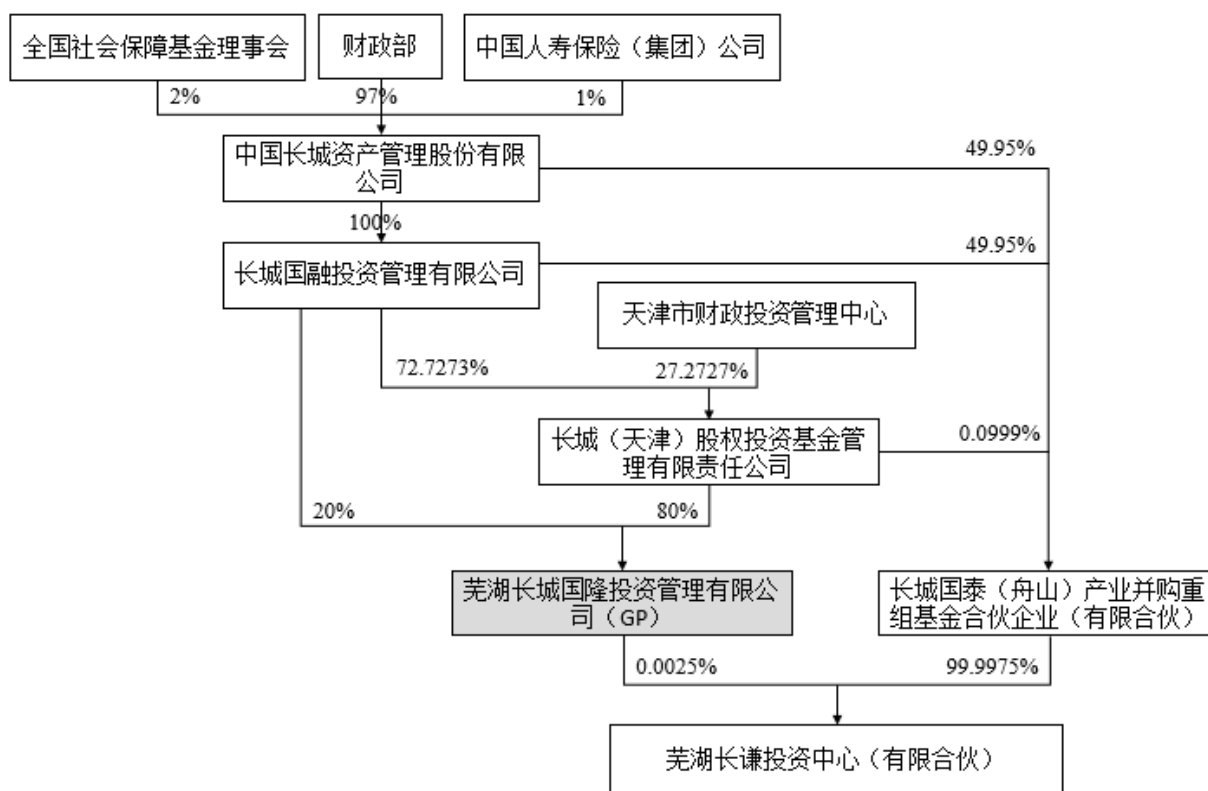 全国社会保障基金理事会
财政部
中国人寿保险（集团）公司
2%
97%
1%
中国长城资产管理股份有限
公司
49.95%
100%
长城国融投资管理有限公司
49.95%
天津市财政投资管理中心
72.7273%
27.2727%
长城（天津）股权投资基金管
理有限责任公司
0.0999%
20%
80%
芜湖长城国隆投资管理有限公
司（GP）
长城国泰（舟山）产业并购重
组基金合伙企业（有限合伙）
0.0025%
99.9975%
芜湖长谦投资中心（有限合伙）